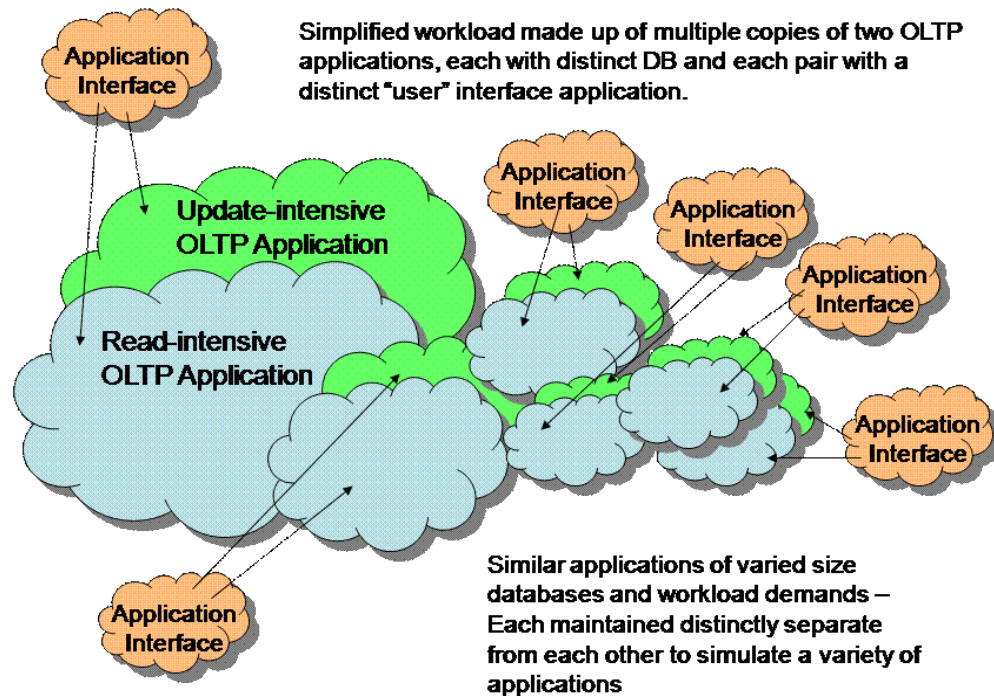 Application
Interface
Simplified workload made up of multiple copies of two OLTP
applications, each with distinct DB and each pair with a
distinct “user” interface application.
Application
Interface
Application
Interface
Update-intensive
OLTP Application
Application
Interface
Read-intensive
OLTP Application
Application
Interface
Application
Interface
Similar applications of varied size
databases and workload demands –
Each maintained distinctly separate
from each other to simulate a variety of
applications